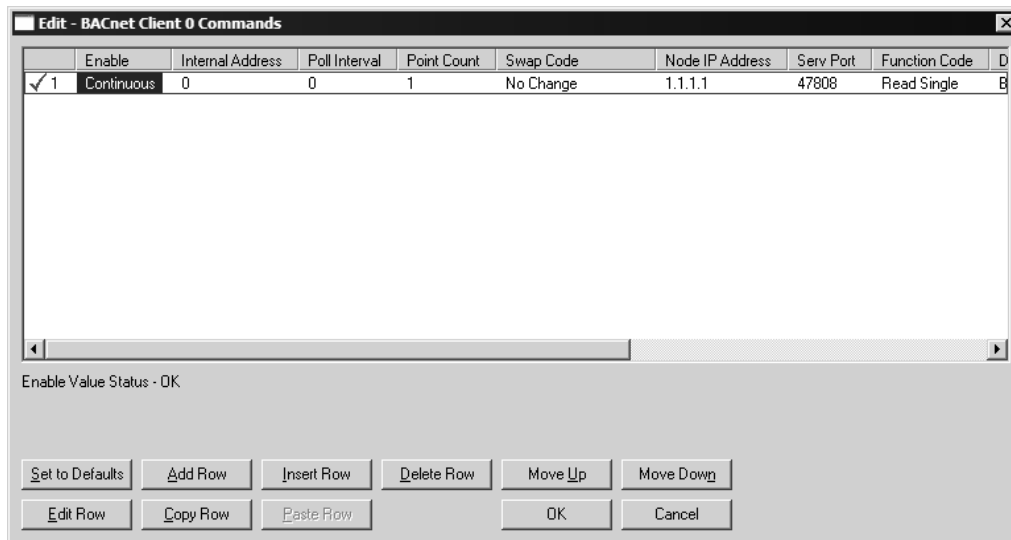 Edit - BACnet Client 0 Commands
Enable Internal Address Poll Interval Point Count Swap Code Node IP Address Serv Port Function Code D
1 Continuous 0 0 1 No Change 1.1.1.1 47808 Read Single B
Enable Value Status - OK
Set to Defaults Add Row Insert Row Delete Row Move Up Move Down
Edit Row Copy Row Paste Row OK Cancel